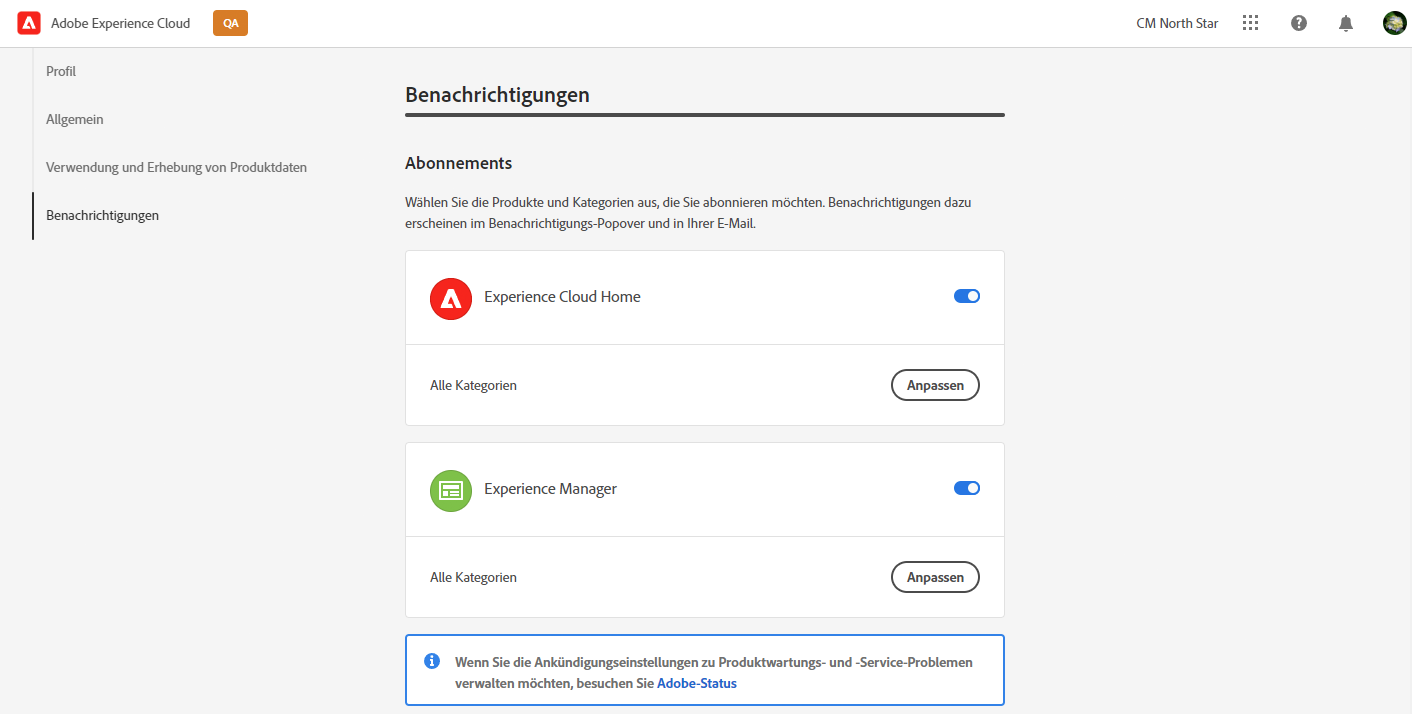 Adobe Experience Cloud
QA
CM North Star
Profil
Allgemein
Verwendung und Erhebung von Produktdaten
Benachrichtigungen
Benachrichtigungen
Abonnements
Wählen Sie die Produkte und Kategorien aus, die Sie abonnieren möchten. Benachrichtigungen dazu
erscheinen im Benachrichtigungs-Popover und in Ihrer E-Mail.
Experience Cloud Home
Alle Kategorien
Anpassen
Experience Manager
Alle Kategorien
Anpassen
Wenn Sie die Ankündigungseinstellungen zu Produktwartungs- und -Service-Problemen
verwalten möchten, besuchen Sie Adobe-Status